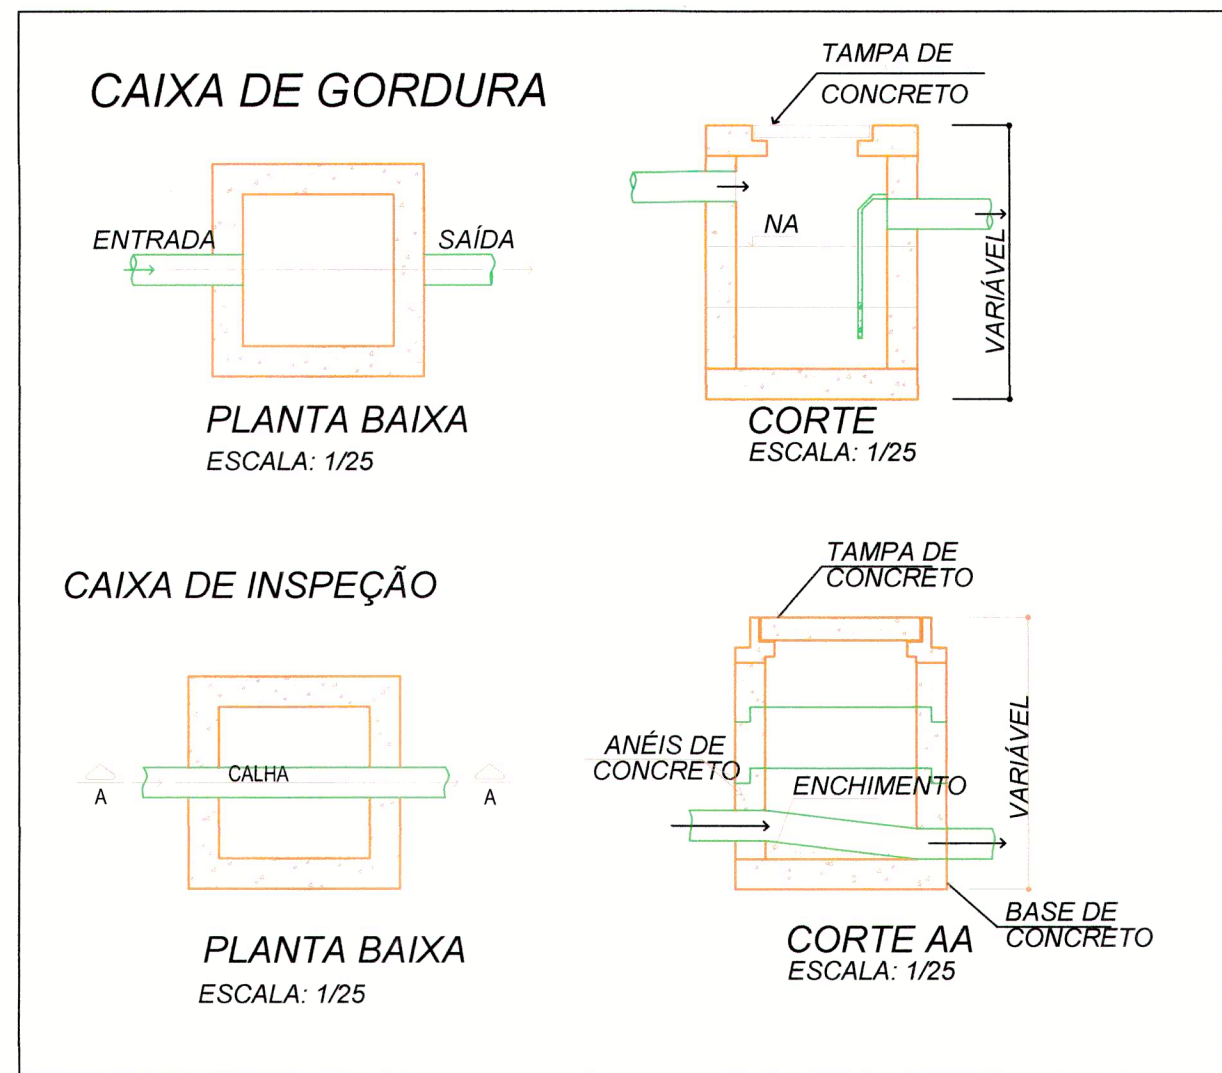 CAIXA DE GORDURA
TAMPA DE
CONCRETO
ENTRADA
SAÍDA
NA
VARIÁVEL
PLANTA BAIXA
ESCALA: 1/25
CORTE
ESCALA: 1/25
CAIXA DE INSPEÇÃO
TAMPA DE
CONCRETO
A
CALHA
A
ANÉIS DE
CONCRETO
ENCHIMENTO
VARIÁVEL
PLANTA BAIXA
ESCALA: 1/25
CORTE AA
ESCALA: 1/25
BASE DE
CONCRETO